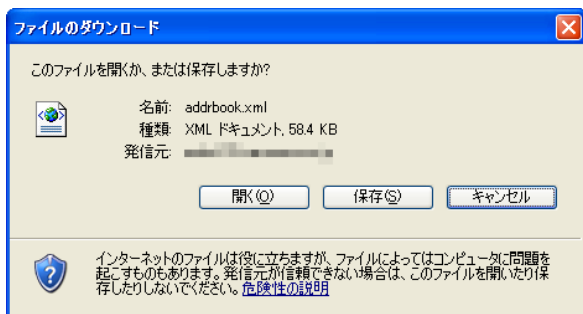 ファイルのダウンロード
このファイルを開くか、または保存しますか?
名前: addrbook.xml
種類: XML ドキュメント, 58.4 KB
発信元:
開く(O) 保存(S) キャンセル
インターネットのファイルは役に立ちますが、ファイルによってはコンピュータに問題を
起こすものもあります。発信元が信頼できない場合は、このファイルを開いたり保
存したりしないでください。危険性の説明